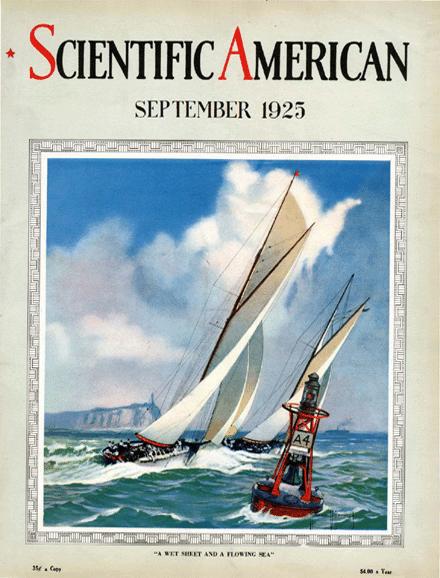 SCIENTIFIC AMERICAN
SEPTEMBER 1925
A4
"A WET SHEET AND A FLOWING SEA"
35¢ a Copy
$4.00 a Year